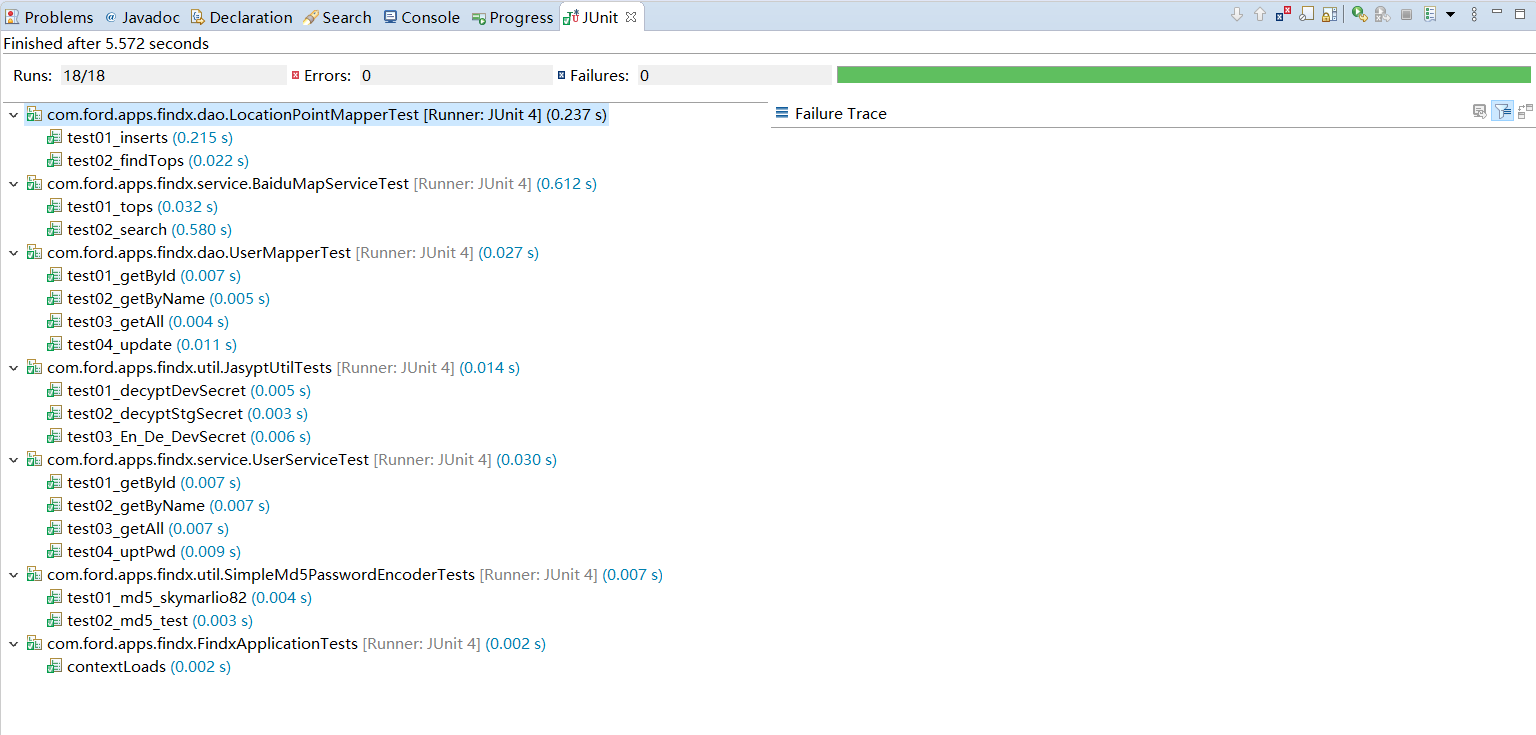 Problems @ Javadoc Declaration Search Console Progress JUnit
Finished after 5.572 seconds
Runs: 18/18 Errors: 0 Failures: 0
com.ford.apps.findx.dao.LocationPointMapperTest [Runner: JUnit 4] (0.237 s)
Failure Trace
test01_inserts (0.215 s)
test02_findTops (0.022 s)
com.ford.apps.findx.service.BaiduMapServiceTest [Runner: JUnit 4] (0.612 s)
test01_tops (0.032 s)
test02_search (0.580 s)
com.ford.apps.findx.dao.UserMapperTest [Runner: JUnit 4] (0.027 s)
test01_getById (0.007 s)
test02_getByName (0.005 s)
test03_getAll (0.004 s)
test04_update (0.011 s)
com.ford.apps.findx.util.JasyptUtilTests [Runner: JUnit 4] (0.014 s)
test01_decyptDevSecret (0.005 s)
test02_decyptStgSecret (0.003 s)
test03_En_De_DevSecret (0.006 s)
com.ford.apps.findx.service.UserServiceTest [Runner: JUnit 4] (0.030 s)
test01_getById (0.007 s)
test02_getByName (0.007 s)
test03_getAll (0.007 s)
test04_uptPwd (0.009 s)
com.ford.apps.findx.util.SimpleMd5PasswordEncoderTests [Runner: JUnit 4] (0.007 s)
test01_md5_skymarlio82 (0.004 s)
test02_md5_test (0.003 s)
com.ford.apps.findx.FindxApplicationTests [Runner: JUnit 4] (0.002 s)
contextLoads (0.002 s)